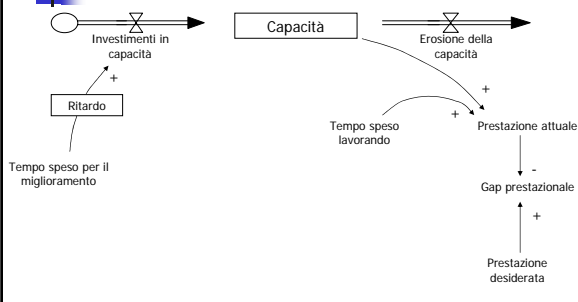 Investimenti in
capacità
Capacità
Erosione della
capacità
+
Ritardo
+
+
Tempo speso
lavorando
Prestazione attuale
Tempo speso per il
miglioramento
-
Gap prestazionale
+
Prestazione
desiderata